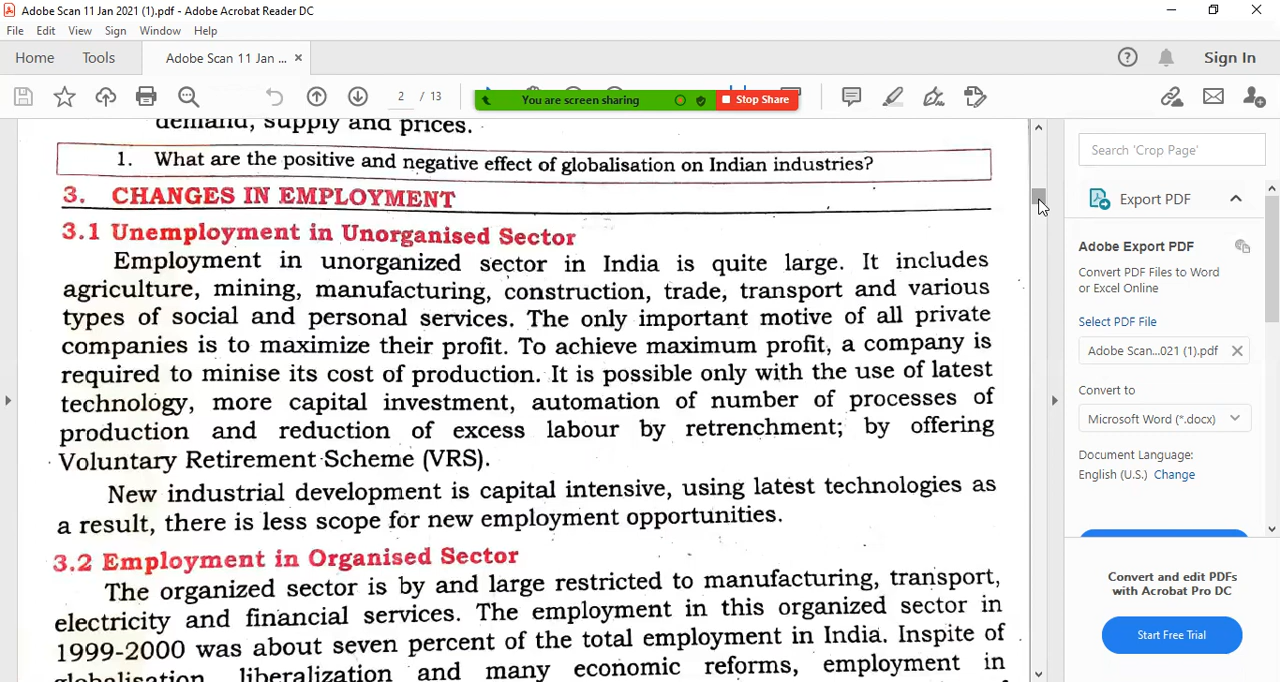 Adobe Scan 11 Jan 2021 (1).pdf - Adobe Acrobat Reader DC
File Edit View Sign Window Help
Home Tools Adobe Scan 11 Jan ... × Sign In
2 / 13
You are screen sharing Stop Share
demand, supply and prices.
1. What are the positive and negative effect of globalisation on Indian industries?
3. CHANGES IN EMPLOYMENT
3.1 Unemployment in Unorganised Sector
Employment in unorganized sector in India is quite large. It includes
agriculture, mining, manufacturing, construction, trade, transport and various
types of social and personal services. The only important motive of all private
companies is to maximize their profit. To achieve maximum profit, a company is
required to minise its cost of production. It is possible only with the use of latest
technology, more capital investment, automation of number of processes of
production and reduction of excess labour by retrenchment; by offering
Voluntary Retirement Scheme (VRS).
New industrial development is capital intensive, using latest technologies as
a result, there is less scope for new employment opportunities.
3.2 Employment in Organised Sector
The organized sector is by and large restricted to manufacturing, transport,
electricity and financial services. The employment in this organized sector in
1999-2000 was about seven percent of the total employment in India. Inspite of
globalisation, liberalization and many economic reforms, employment in
Search 'Crop Page'
Export PDF
Adobe Export PDF
Convert PDF Files to Word
or Excel Online
Select PDF File
Adobe Scan...021 (1).pdf
Convert to
Microsoft Word (*.docx)
Document Language:
English (U.S.) Change
Convert and edit PDFs
with Acrobat Pro DC
Start Free Trial